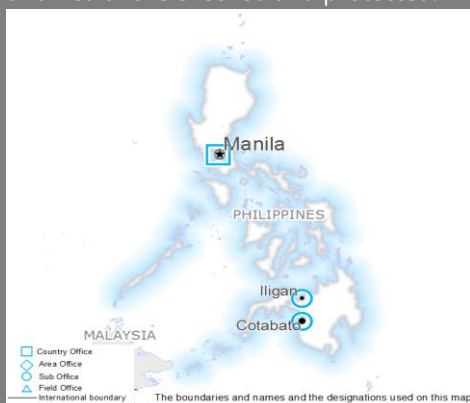 protected.
Manila
PHILIPPINES
Iligan
Cotabato
MALAYSIA
Country Office
Area Office
Sub Office
Field Office
International boundary
The boundaries and names and the designations used on this map